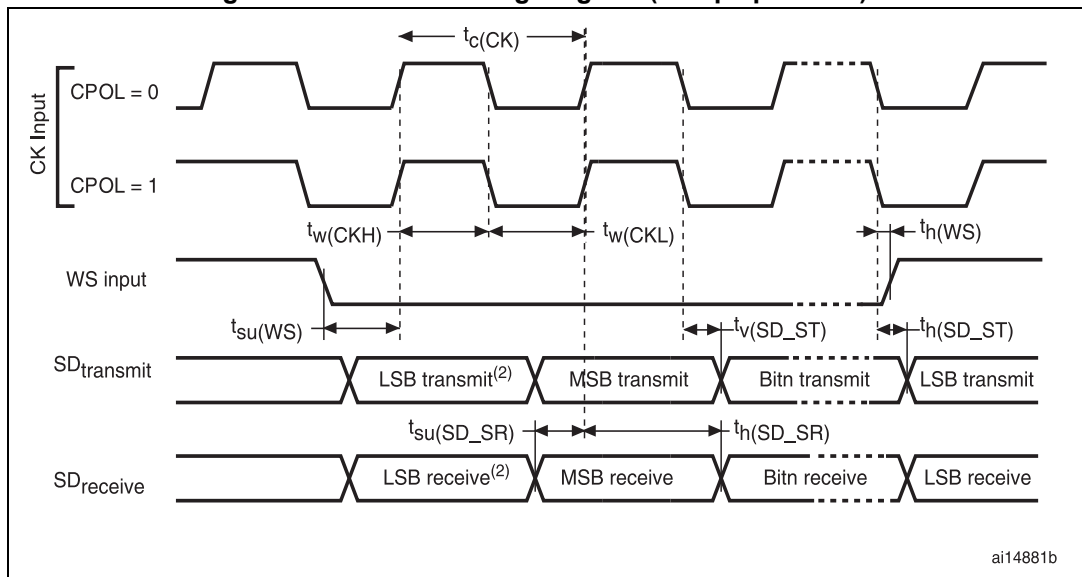 tc(CK)
CK Input
CPOL = 0
CPOL = 1
tw(CKH)
tw(CKL)
th(WS)
WS input
tsu(WS)
tv(SD_ST)
th(SD_ST)
SDtransmit
LSB transmit(2)
MSB transmit
Bitn transmit
LSB transmit
tsu(SD_SR)
th(SD_SR)
SDreceive
LSB receive(2)
MSB receive
Bitn receive
LSB receive
ai14881b